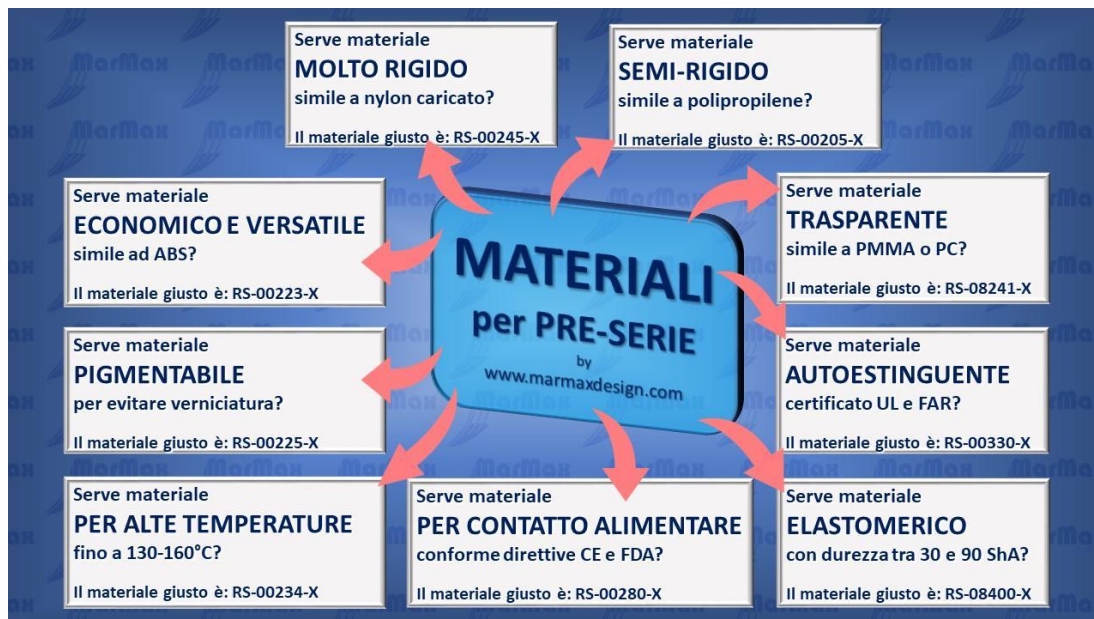 Serve materiale
MOLTO RIGIDO
simile a nylon caricato?
Il materiale giusto è: RS-00245-X
Serve materiale
SEMI-RIGIDO
simile a polipropilene?
Il materiale giusto è: RS-00205-X
Serve materiale
ECONOMICO E VERSATILE
simile ad ABS?
Il materiale giusto è: RS-00223-X
MATERIALI
per PRE-SERIE
by
www.marmaxdesign.com
Serve materiale
TRASPARENTE
simile a PMMA o PC?
Il materiale giusto è: RS-08241-X
Serve materiale
PIGMENTABILE
per evitare verniciatura?
Il materiale giusto è: RS-00225-X
Serve materiale
AUTOESTINGUENTE
certificato UL e FAR?
Il materiale giusto è: RS-00330-X
Serve materiale
PER ALTE TEMPERATURE
fino a 130-160°C?
Il materiale giusto è: RS-00234-X
Serve materiale
PER CONTATTO ALIMENTARE
conforme direttive CE e FDA?
Il materiale giusto è: RS-00280-X
Serve materiale
ELASTOMERICO
con durezza tra 30 e 90 ShA?
Il materiale giusto è: RS-08400-X